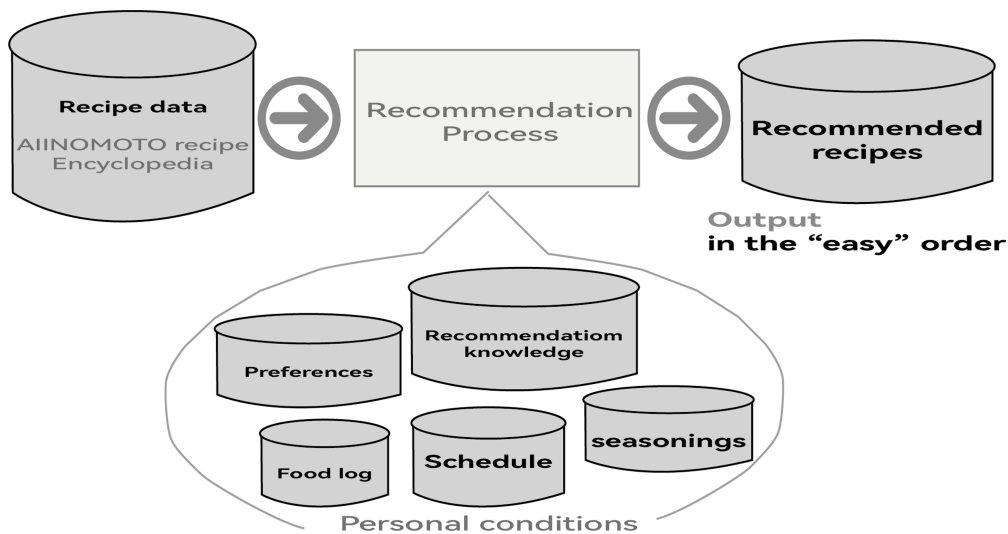 Recipe data
AIINOMOTO recipe
Encyclopedia
Recommendation
Process
Recommended
recipes
Output
in the “easy” order
Recommendatiom
knowledge
Preferences
seasonings
Schedule
Food log
Personal conditions